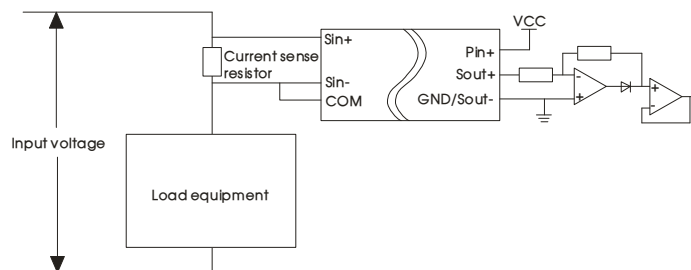 VCC
Sin+
Pin+
Current sense
resistor
Sout+
Sin-
COM
GND/Sout-
-
+
+
-
Input voltage
Load equipment